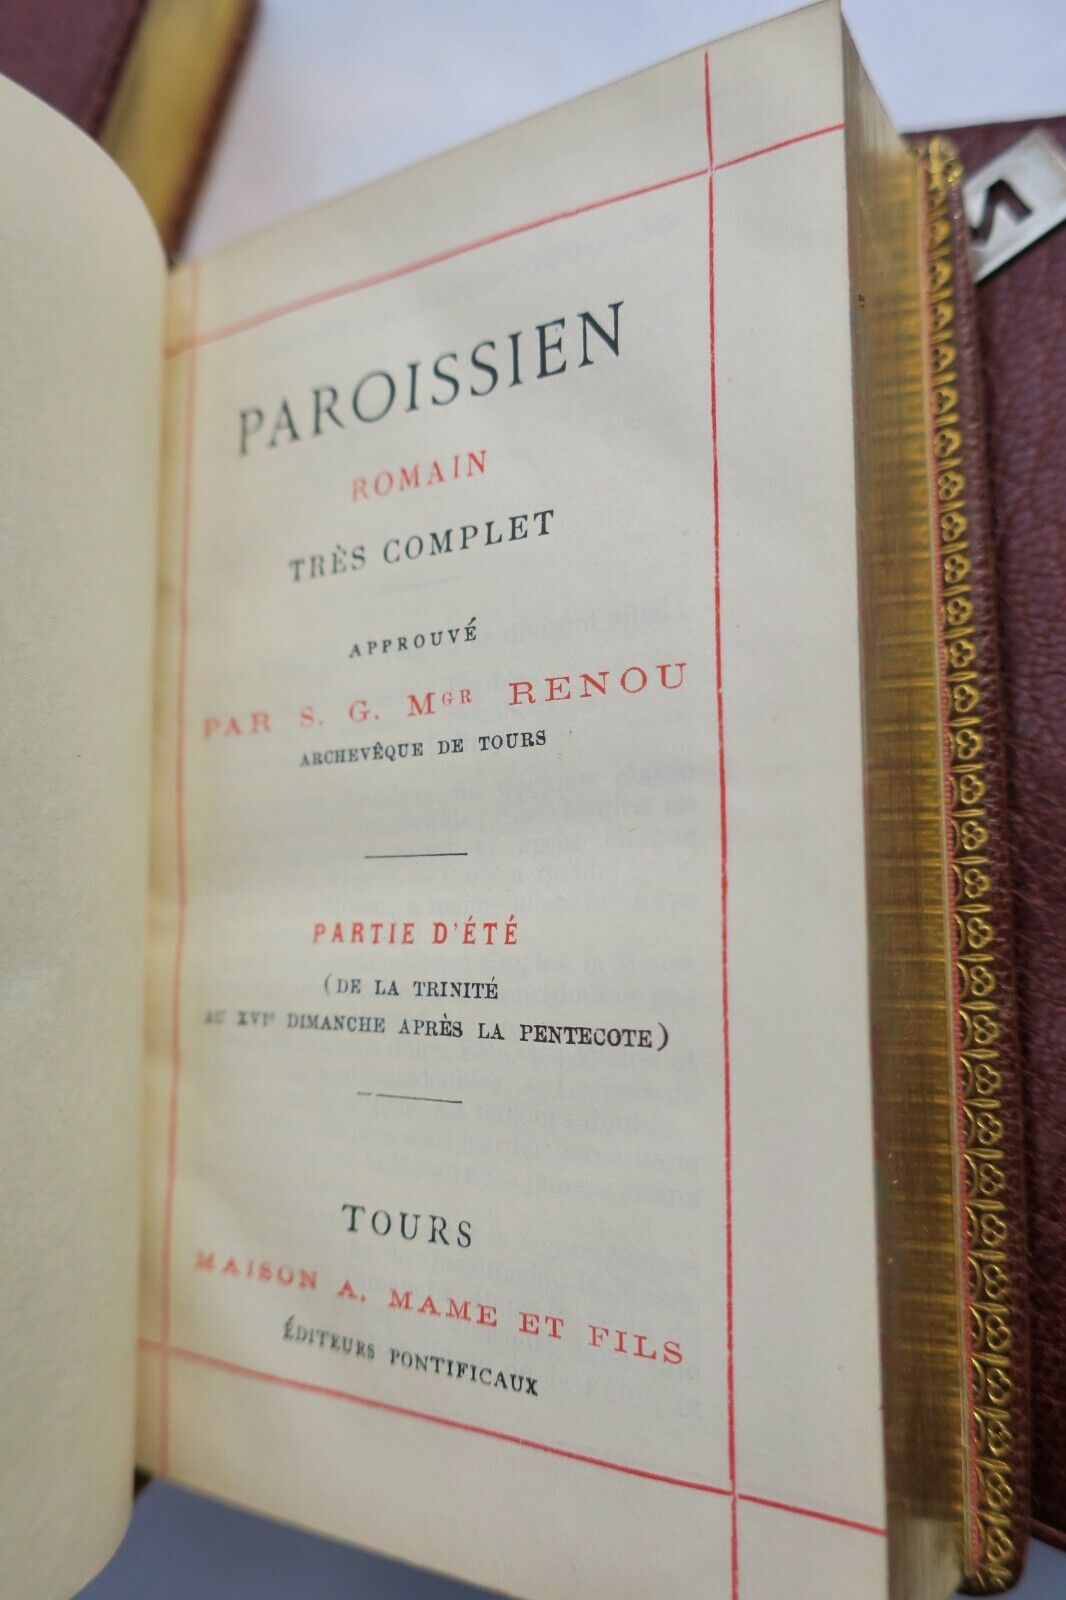 PAROISSIEN
ROMAIN
TRÈS COMPLET
APPROUVÉ
PAR S. G. MGR RENOU
ARCHEVÊQUE DE TOURS
PARTIE D'ÉTÉ
(DE LA TRINITÉ
AU XVIe DIMANCHE APRÈS LA PENTECOTE)
TOURS
MAISON A. MAME ET FILS
ÉDITEURS PONTIFICAUX